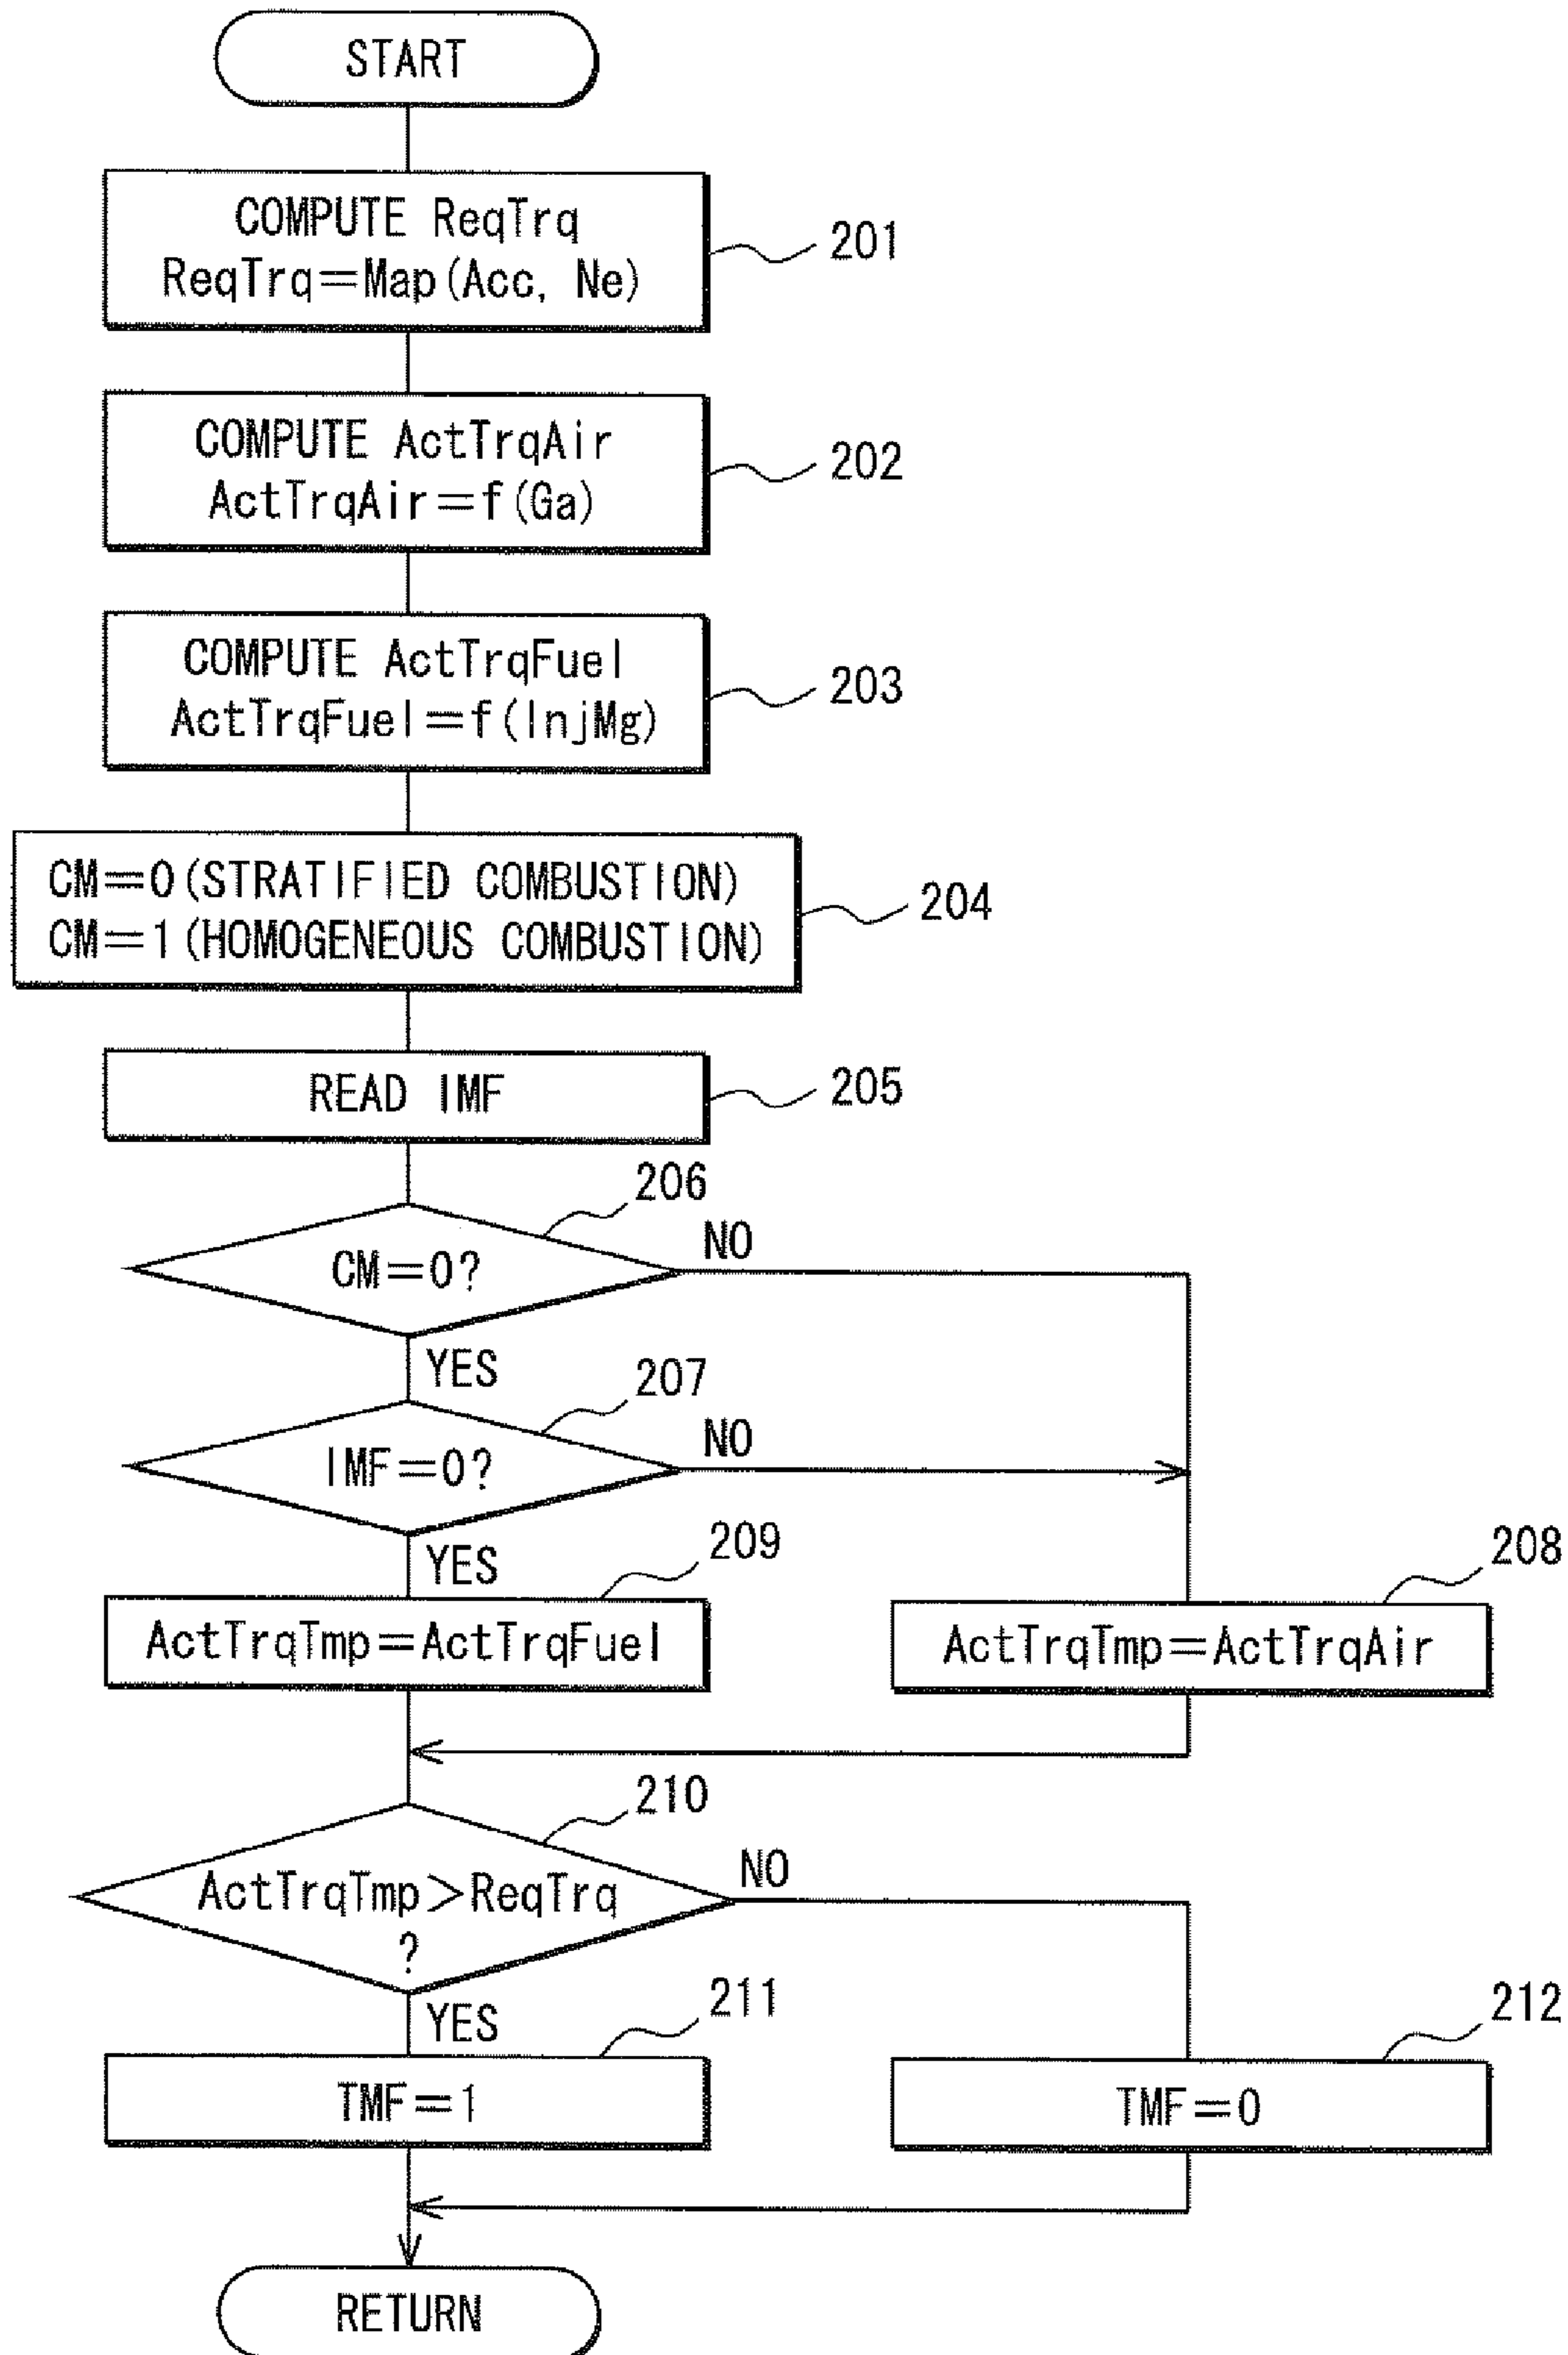 START
COMPUTE ReqTrq
ReqTrq=Map(Acc, Ne)
201
COMPUTE ActTrqAir
ActTrqAir=f(Ga)
202
COMPUTE ActTrqFuel
ActTrqFuel=f(InjMg)
203
CM=0(STRATIFIED COMBUSTION)
CM=1(HOMOGENEOUS COMBUSTION)
204
READ IMF
205
206
CM=0?
NO
YES
207
IMF=0?
NO
YES
209
208
ActTrqTmp=ActTrqFuel
ActTrqTmp=ActTrqAir
210
ActTrqTmp>ReqTrq
?
NO
YES
211
212
TMF=1
TMF=0
RETURN